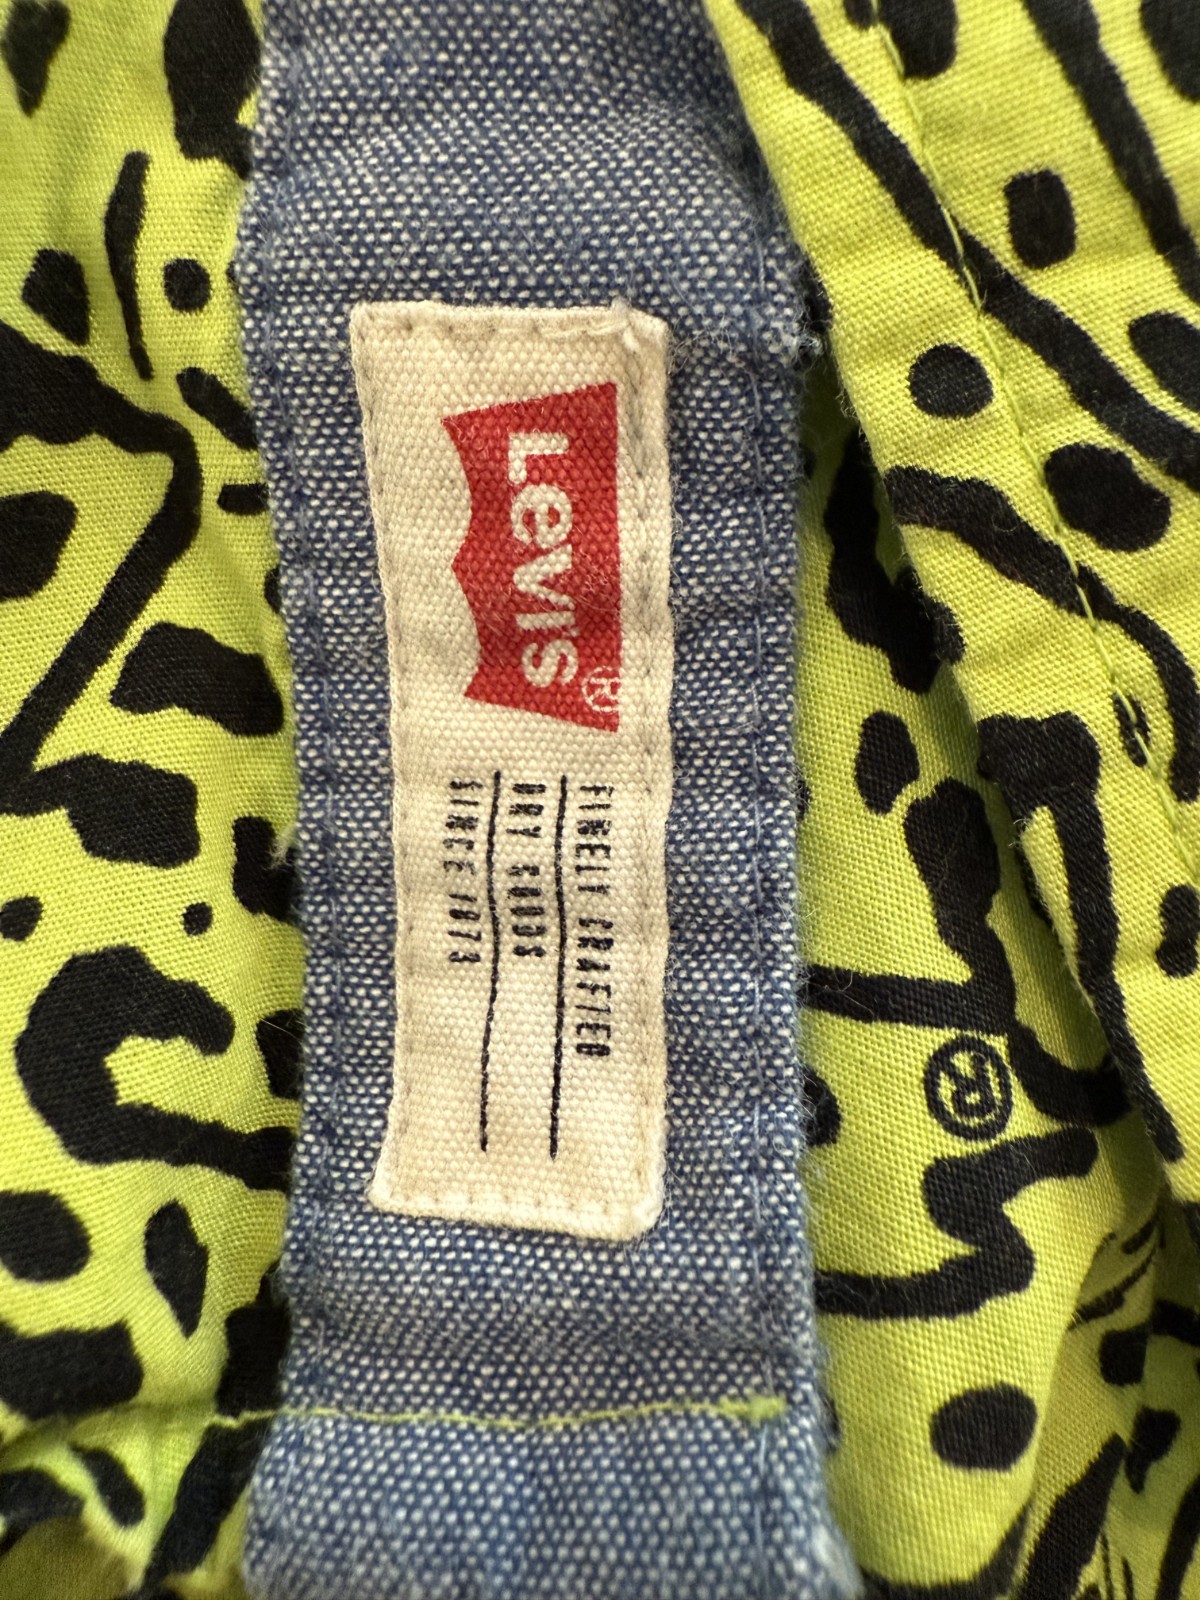 Levi's®
FINELY CRAFTED
DRY GOODS
SINCE 1873
®